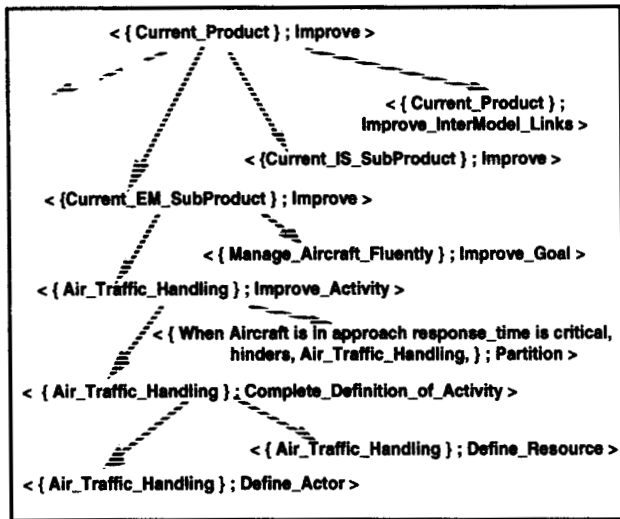 < { Current_Product } ; Improve >
< { Current_Product } ;
Improve_InterModel_Links >
< {Current_IS_SubProduct} ; Improve >
< {Current_EM_SubProduct} ; Improve >
< { Manage_Aircraft_Fluently } ; Improve_Goal >
< { Air_Traffic_Handling } ; Improve_Activity >
< { When Aircraft is in approach response_time is critical,
hinders, Air_Traffic_Handling, } ; Partition >
< { Air_Traffic_Handling } ; Complete_Definition_of_Activity >
< { Air_Traffic_Handling } ; Define_Resource >
< { Air_Traffic_Handling } ; Define_Actor >